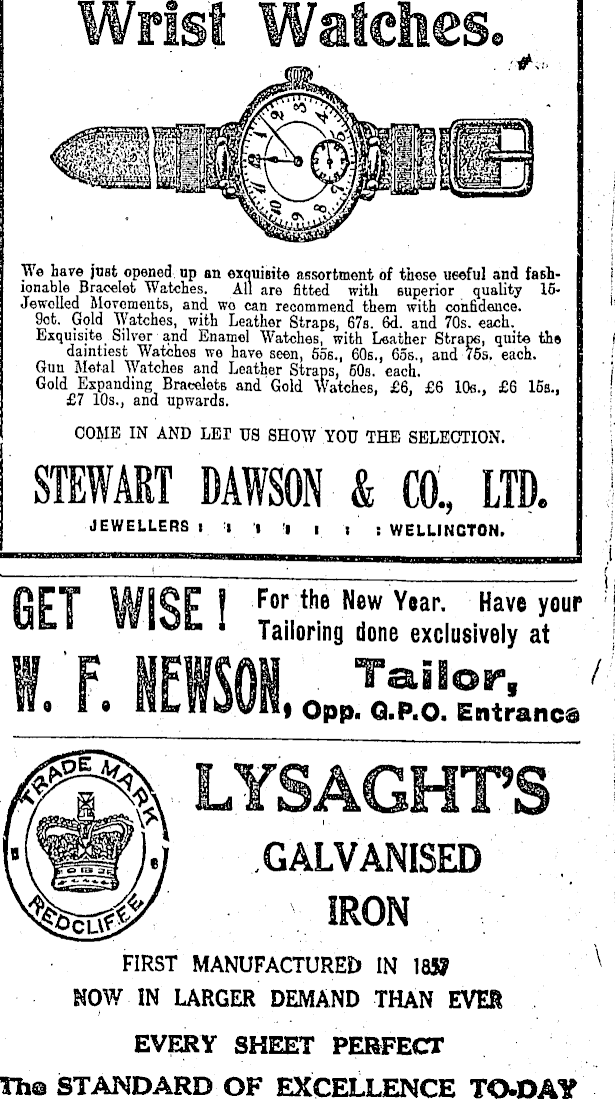 Wrist Watches.
We have just opened up an exquisite assortment of these useful and fash-
ionable Bracelet Watches. All are fitted with superior quality 15-
Jewelled Movements, and we can recommend them with confidence.
9ct. Gold Watches, with Leather Straps, 67s. 6d. and 70s. each.
Exquisite Silver and Enamel Watches, with Leather Straps, quite the
daintiest Watches we have seen, 55s., 60s., 65s., and 75s. each.
Gun Metal Watches and Leather Straps, 50s. each.
Gold Expanding Bracelets and Gold Watches, £6, £6 10s., £6 15s.,
£7 10s., and upwards.
COME IN AND LET US SHOW YOU THE SELECTION.
STEWART DAWSON & CO., LTD.
JEWELLERS : : : : : : : WELLINGTON.
GET WISE! For the New Year. Have your
Tailoring done exclusively at
W. F. NEWSON, Tailor,
Opp. G.P.O. Entrance
TRADE MARK
REDCLIFFE
LYSAGHT'S
GALVANISED
IRON
FIRST MANUFACTURED IN 1857
NOW IN LARGER DEMAND THAN EVER
EVERY SHEET PERFECT
The STANDARD OF EXCELLENCE TO-DAY